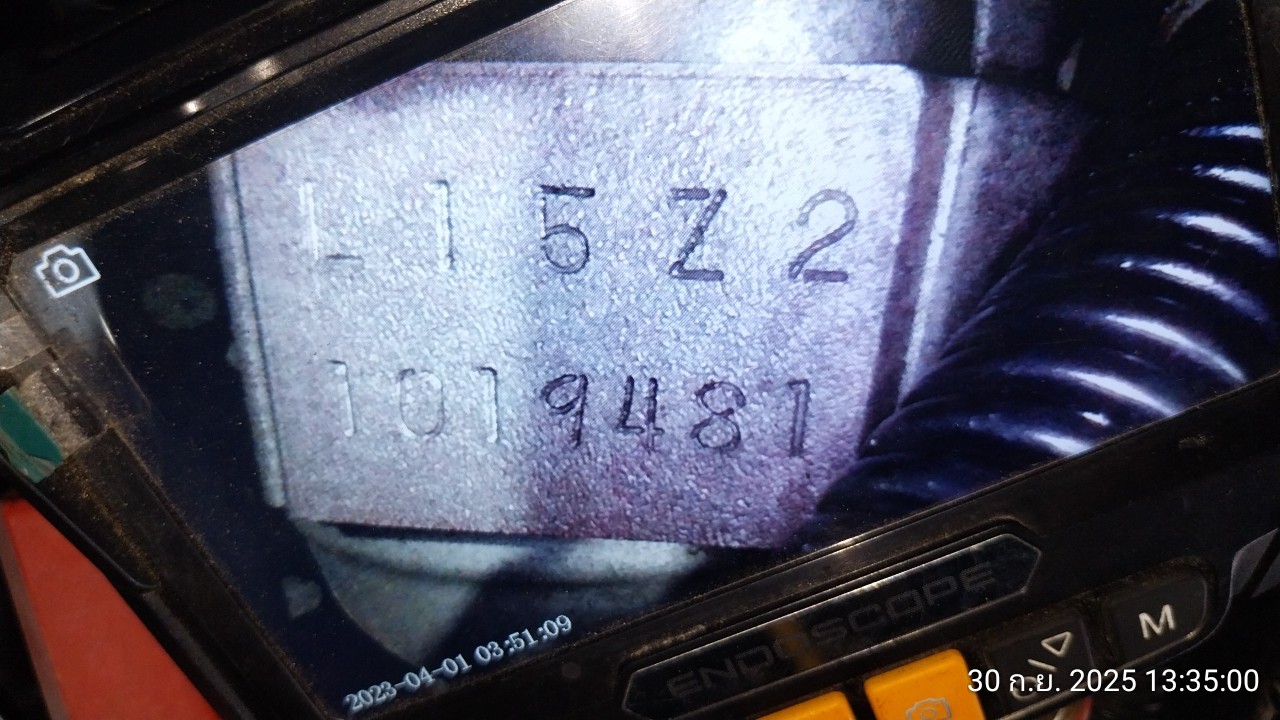 L15Z2
1019481
2023-04-01 03:51:09
ENDOSCOPE
M
30 ก.ย. 2025 13:35:00